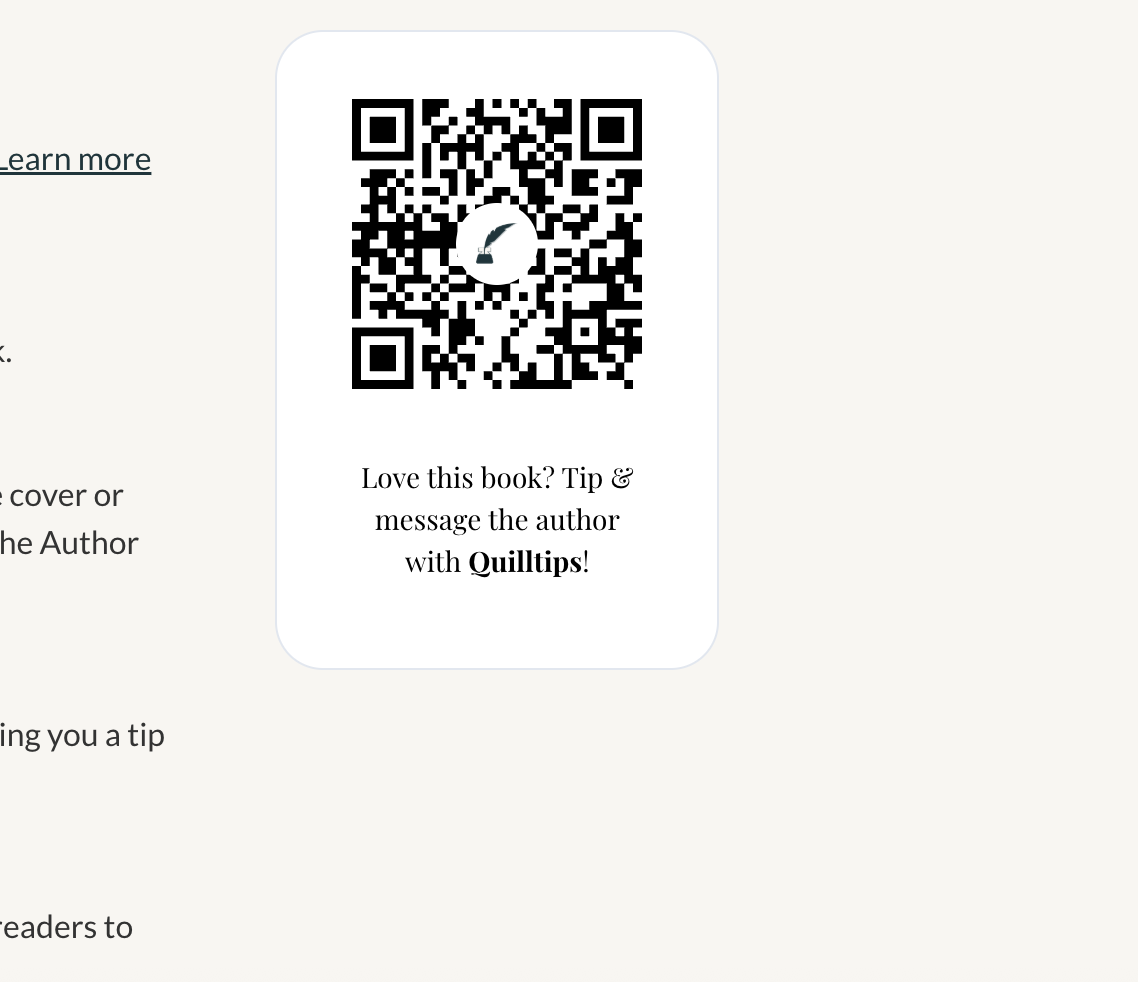 Learn more
k.
e cover or
he Author
Love this book? Tip &
message the author
with Quilltips!
ing you a tip
readers to